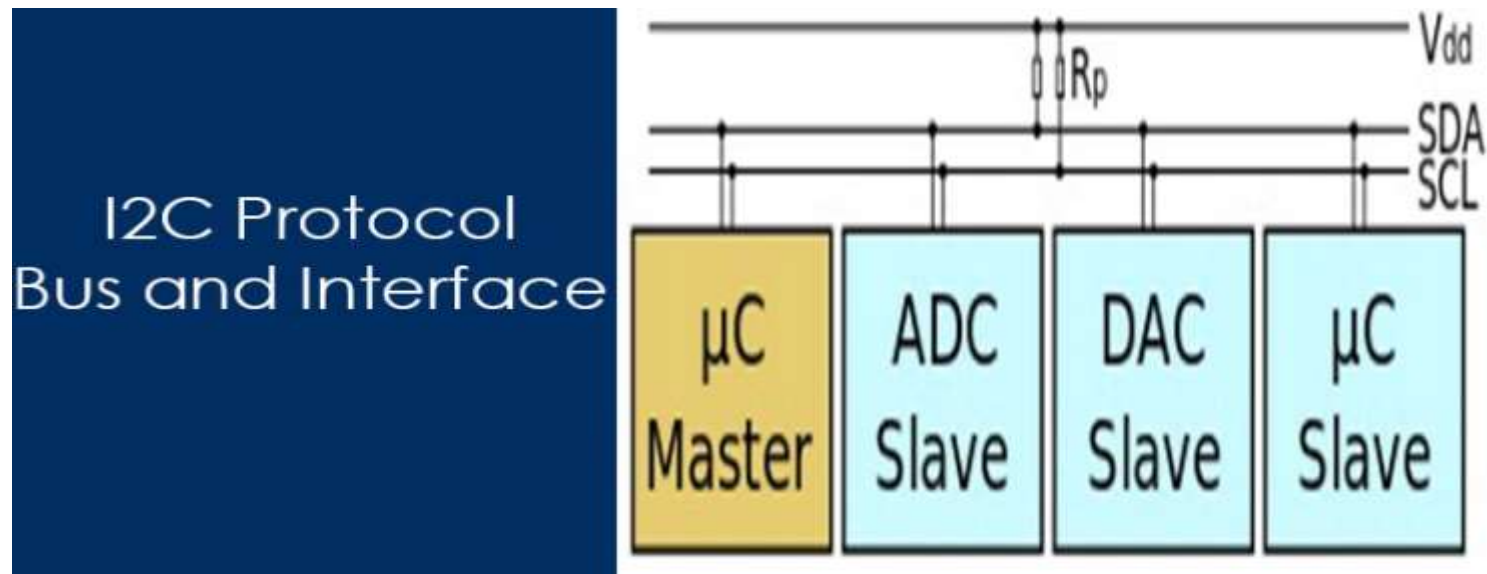 I2C Protocol
Bus and Interface
Vdd
Rp
SDA
SCL
µC
Master
ADC
Slave
DAC
Slave
µC
Slave